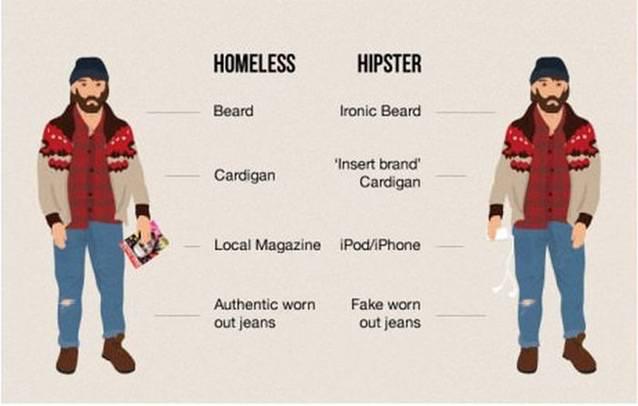 HOMELESS HIPSTER
Beard Ironic Beard
Cardigan 'Insert brand' Cardigan
Local Magazine iPod/iPhone
Authentic worn out jeans Fake worn out jeans